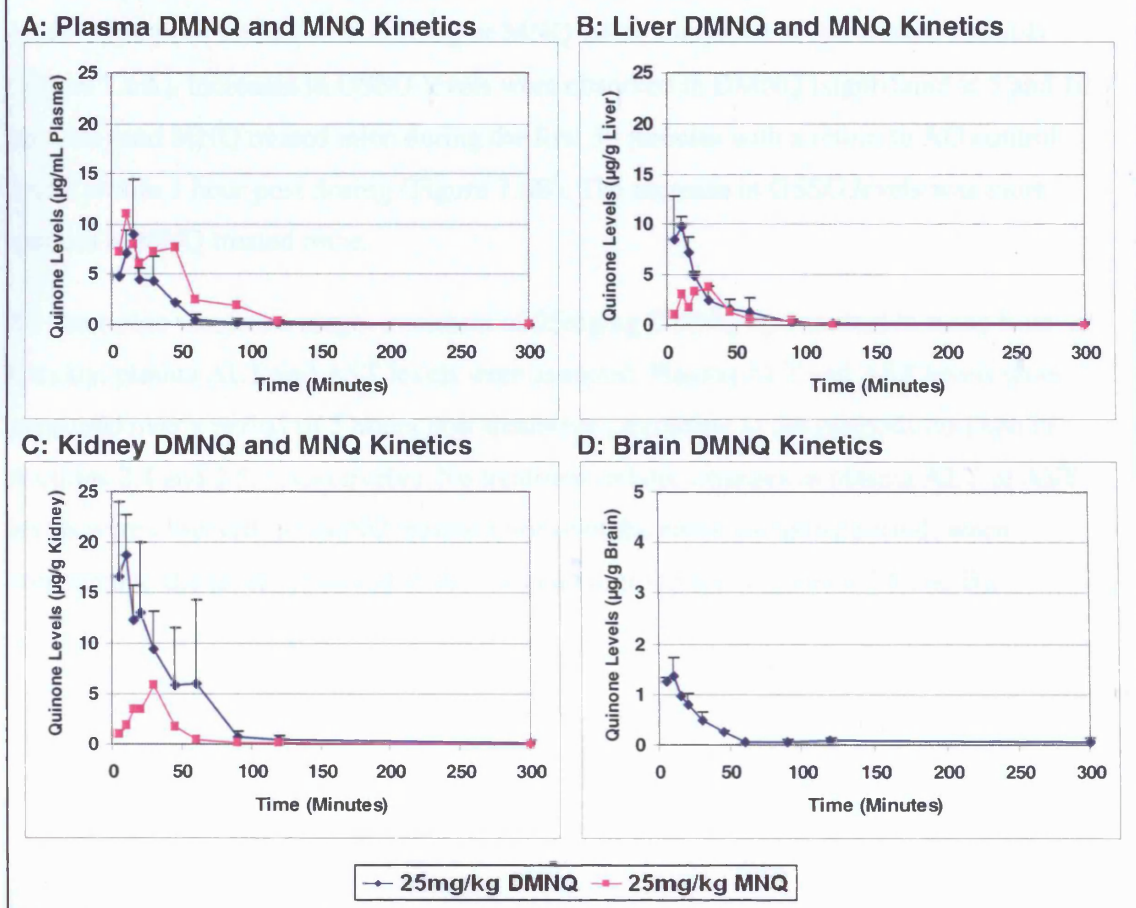 A: Plasma DMNQ and MNQ Kinetics
Quinone Levels (µg/mL Plasma)
25
20
15
10
5
0
0 50 100 150 200 250 300
Time (Minutes)
B: Liver DMNQ and MNQ Kinetics
Quinone Levels (µg/g Liver)
25
20
15
10
5
0
0 50 100 150 200 250 300
Time (Minutes)
C: Kidney DMNQ and MNQ Kinetics
Quinone Levels (µg/g Kidney)
25
20
15
10
5
0
0 50 100 150 200 250 300
Time (Minutes)
D: Brain DMNQ Kinetics
Quinone Levels (µg/g Brain)
5
4
3
2
1
0
0 50 100 150 200 250 300
Time (Minutes)
25mg/kg DMNQ 25mg/kg MNQ